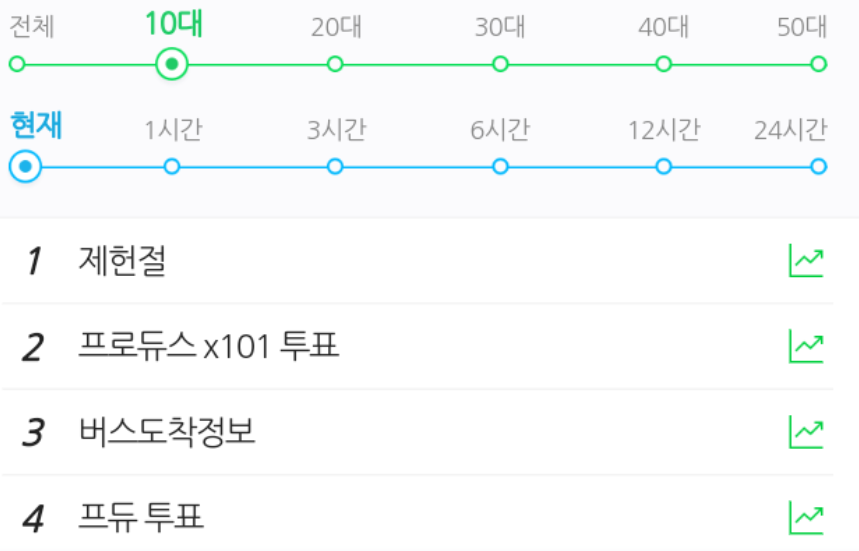 전체 10대 20대 30대 40대 50대
현재 1시간 3시간 6시간 12시간 24시간
1 제헌절
2 프로듀스 x101 투표
3 버스도착정보
4 프듀 투표